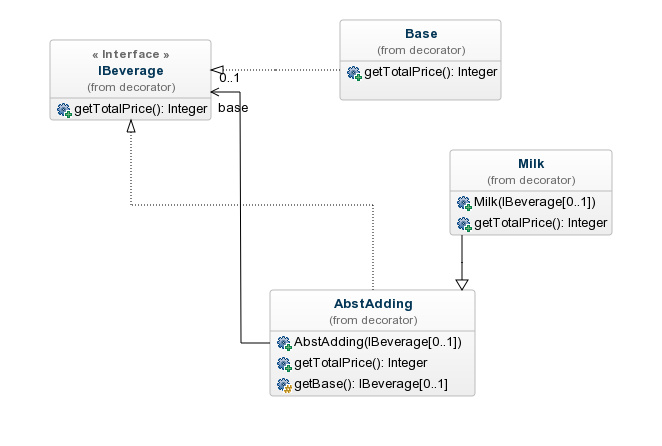 « Interface »
IBeverage
(from decorator)
getTotalPrice(): Integer
0..1
base
Base
(from decorator)
getTotalPrice(): Integer
Milk
(from decorator)
Milk(IBeverage[0..1])
getTotalPrice(): Integer
AbstAdding
(from decorator)
AbstAdding(IBeverage[0..1])
getTotalPrice(): Integer
getBase(): IBeverage[0..1]